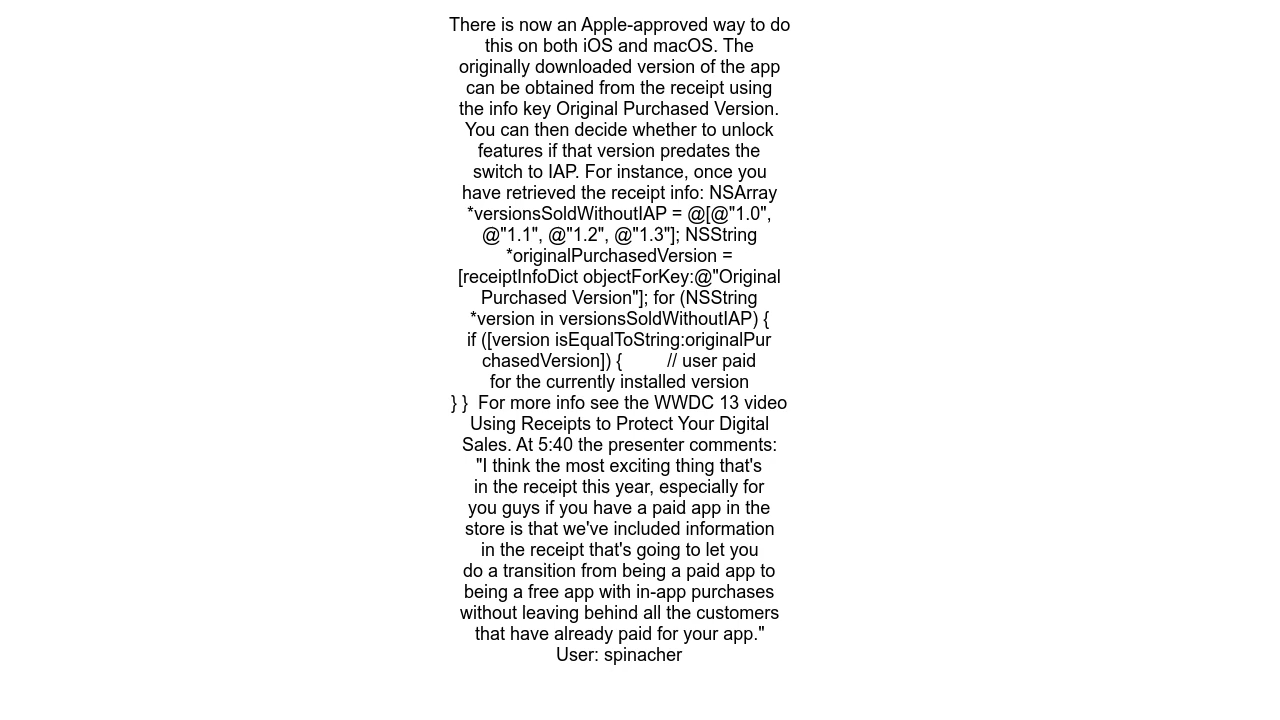 There is now an Apple-approved way to do
this on both iOS and macOS. The
originally downloaded version of the app
can be obtained from the receipt using
the info key Original Purchased Version.
You can then decide whether to unlock
features if that version predates the
switch to IAP. For instance, once you
have retrieved the receipt info: NSArray
*versionsSoldWithoutIAP = @[@"1.0",
@"1.1", @"1.2", @"1.3"]; NSString
*originalPurchasedVersion =
[receiptInfoDict objectForKey:@"Original
Purchased Version"]; for (NSString
*version in versionsSoldWithoutIAP) {
if ([version isEqualToString:originalPur
chasedVersion]) {         // user paid
for the currently installed version
} }  For more info see the WWDC 13 video
Using Receipts to Protect Your Digital
Sales. At 5:40 the presenter comments:
"I think the most exciting thing that's
in the receipt this year, especially for
you guys if you have a paid app in the
store is that we've included information
in the receipt that's going to let you
do a transition from being a paid app to
being a free app with in-app purchases
without leaving behind all the customers
that have already paid for your app."
User: spinacher